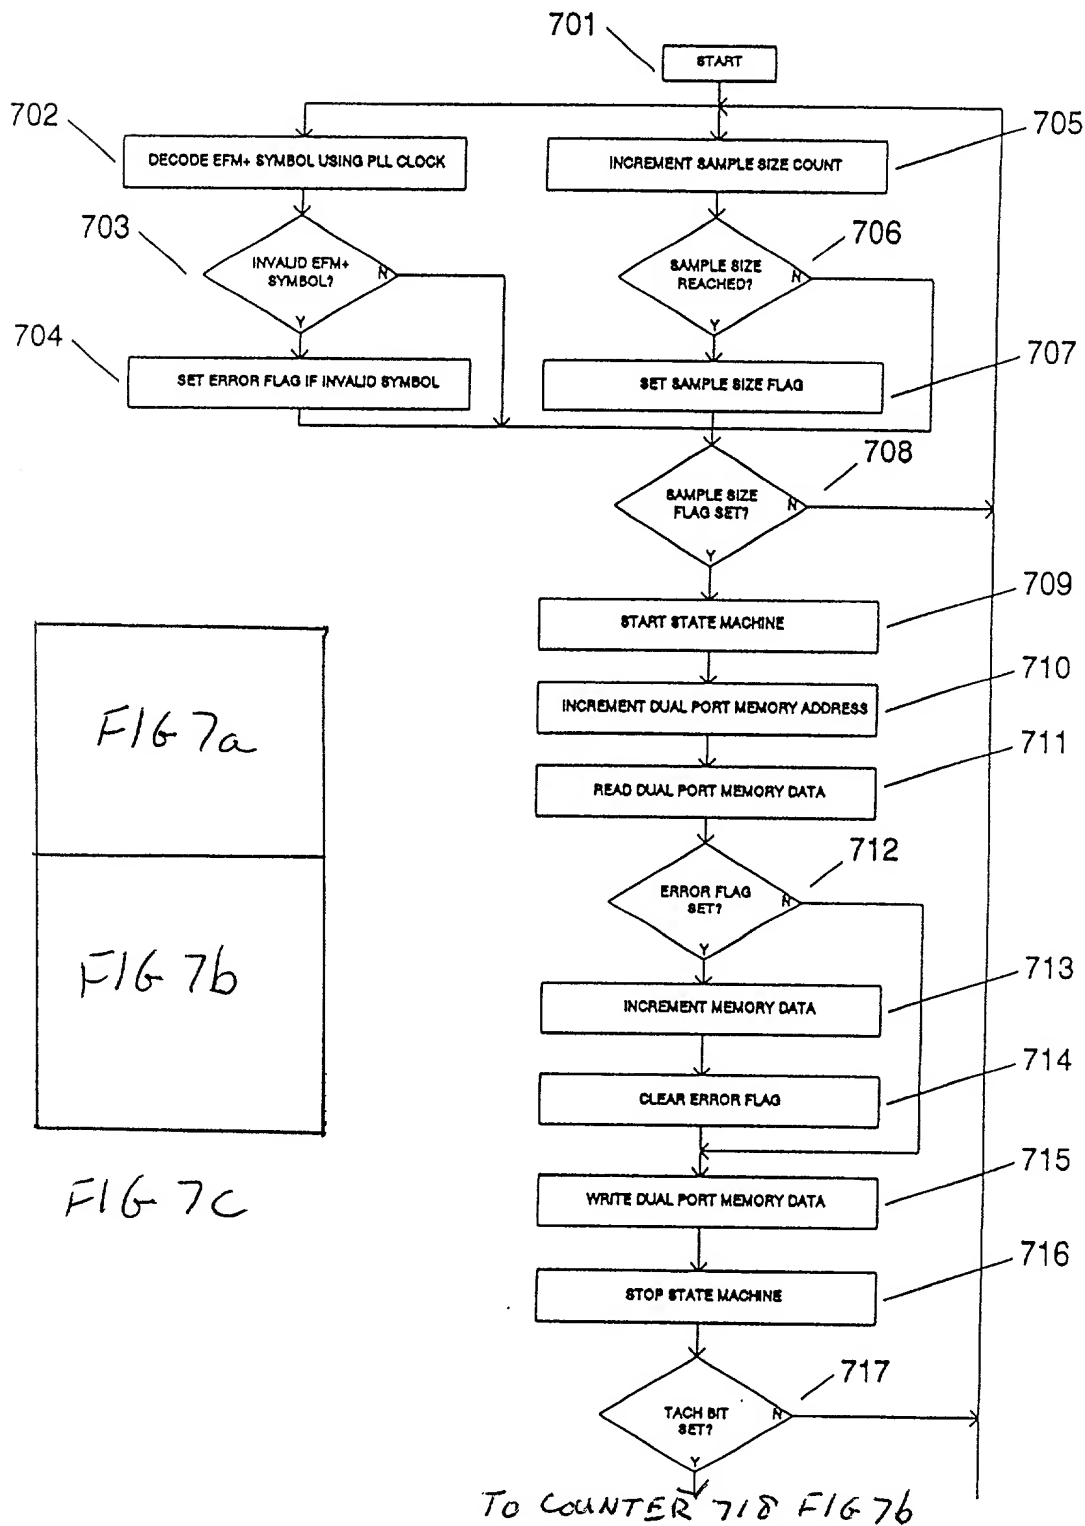 701
START
702
DECODE EFM+ SYMBOL USING PLL CLOCK
705
INCREMENT SAMPLE SIZE COUNT
703
INVALID EFM+
SYMBOL?
N
Y
706
SAMPLE SIZE
REACHED?
N
Y
704
SET ERROR FLAG IF INVALID SYMBOL
707
SET SAMPLE SIZE FLAG
708
SAMPLE SIZE
FLAG SET?
N
Y
709
START STATE MACHINE
710
INCREMENT DUAL PORT MEMORY ADDRESS
711
READ DUAL PORT MEMORY DATA
712
ERROR FLAG
SET?
N
Y
713
INCREMENT MEMORY DATA
714
CLEAR ERROR FLAG
715
WRITE DUAL PORT MEMORY DATA
716
STOP STATE MACHINE
717
TACH BIT
SET?
N
Y
TO COUNTER 718 FIG 7b
FIG 7a
FIG 7b
FIG 7C